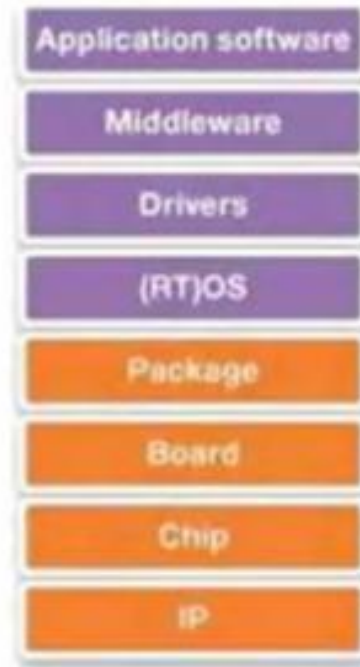 Application software
Middleware
Drivers
(RT)OS
Package
Board
Chip
IP